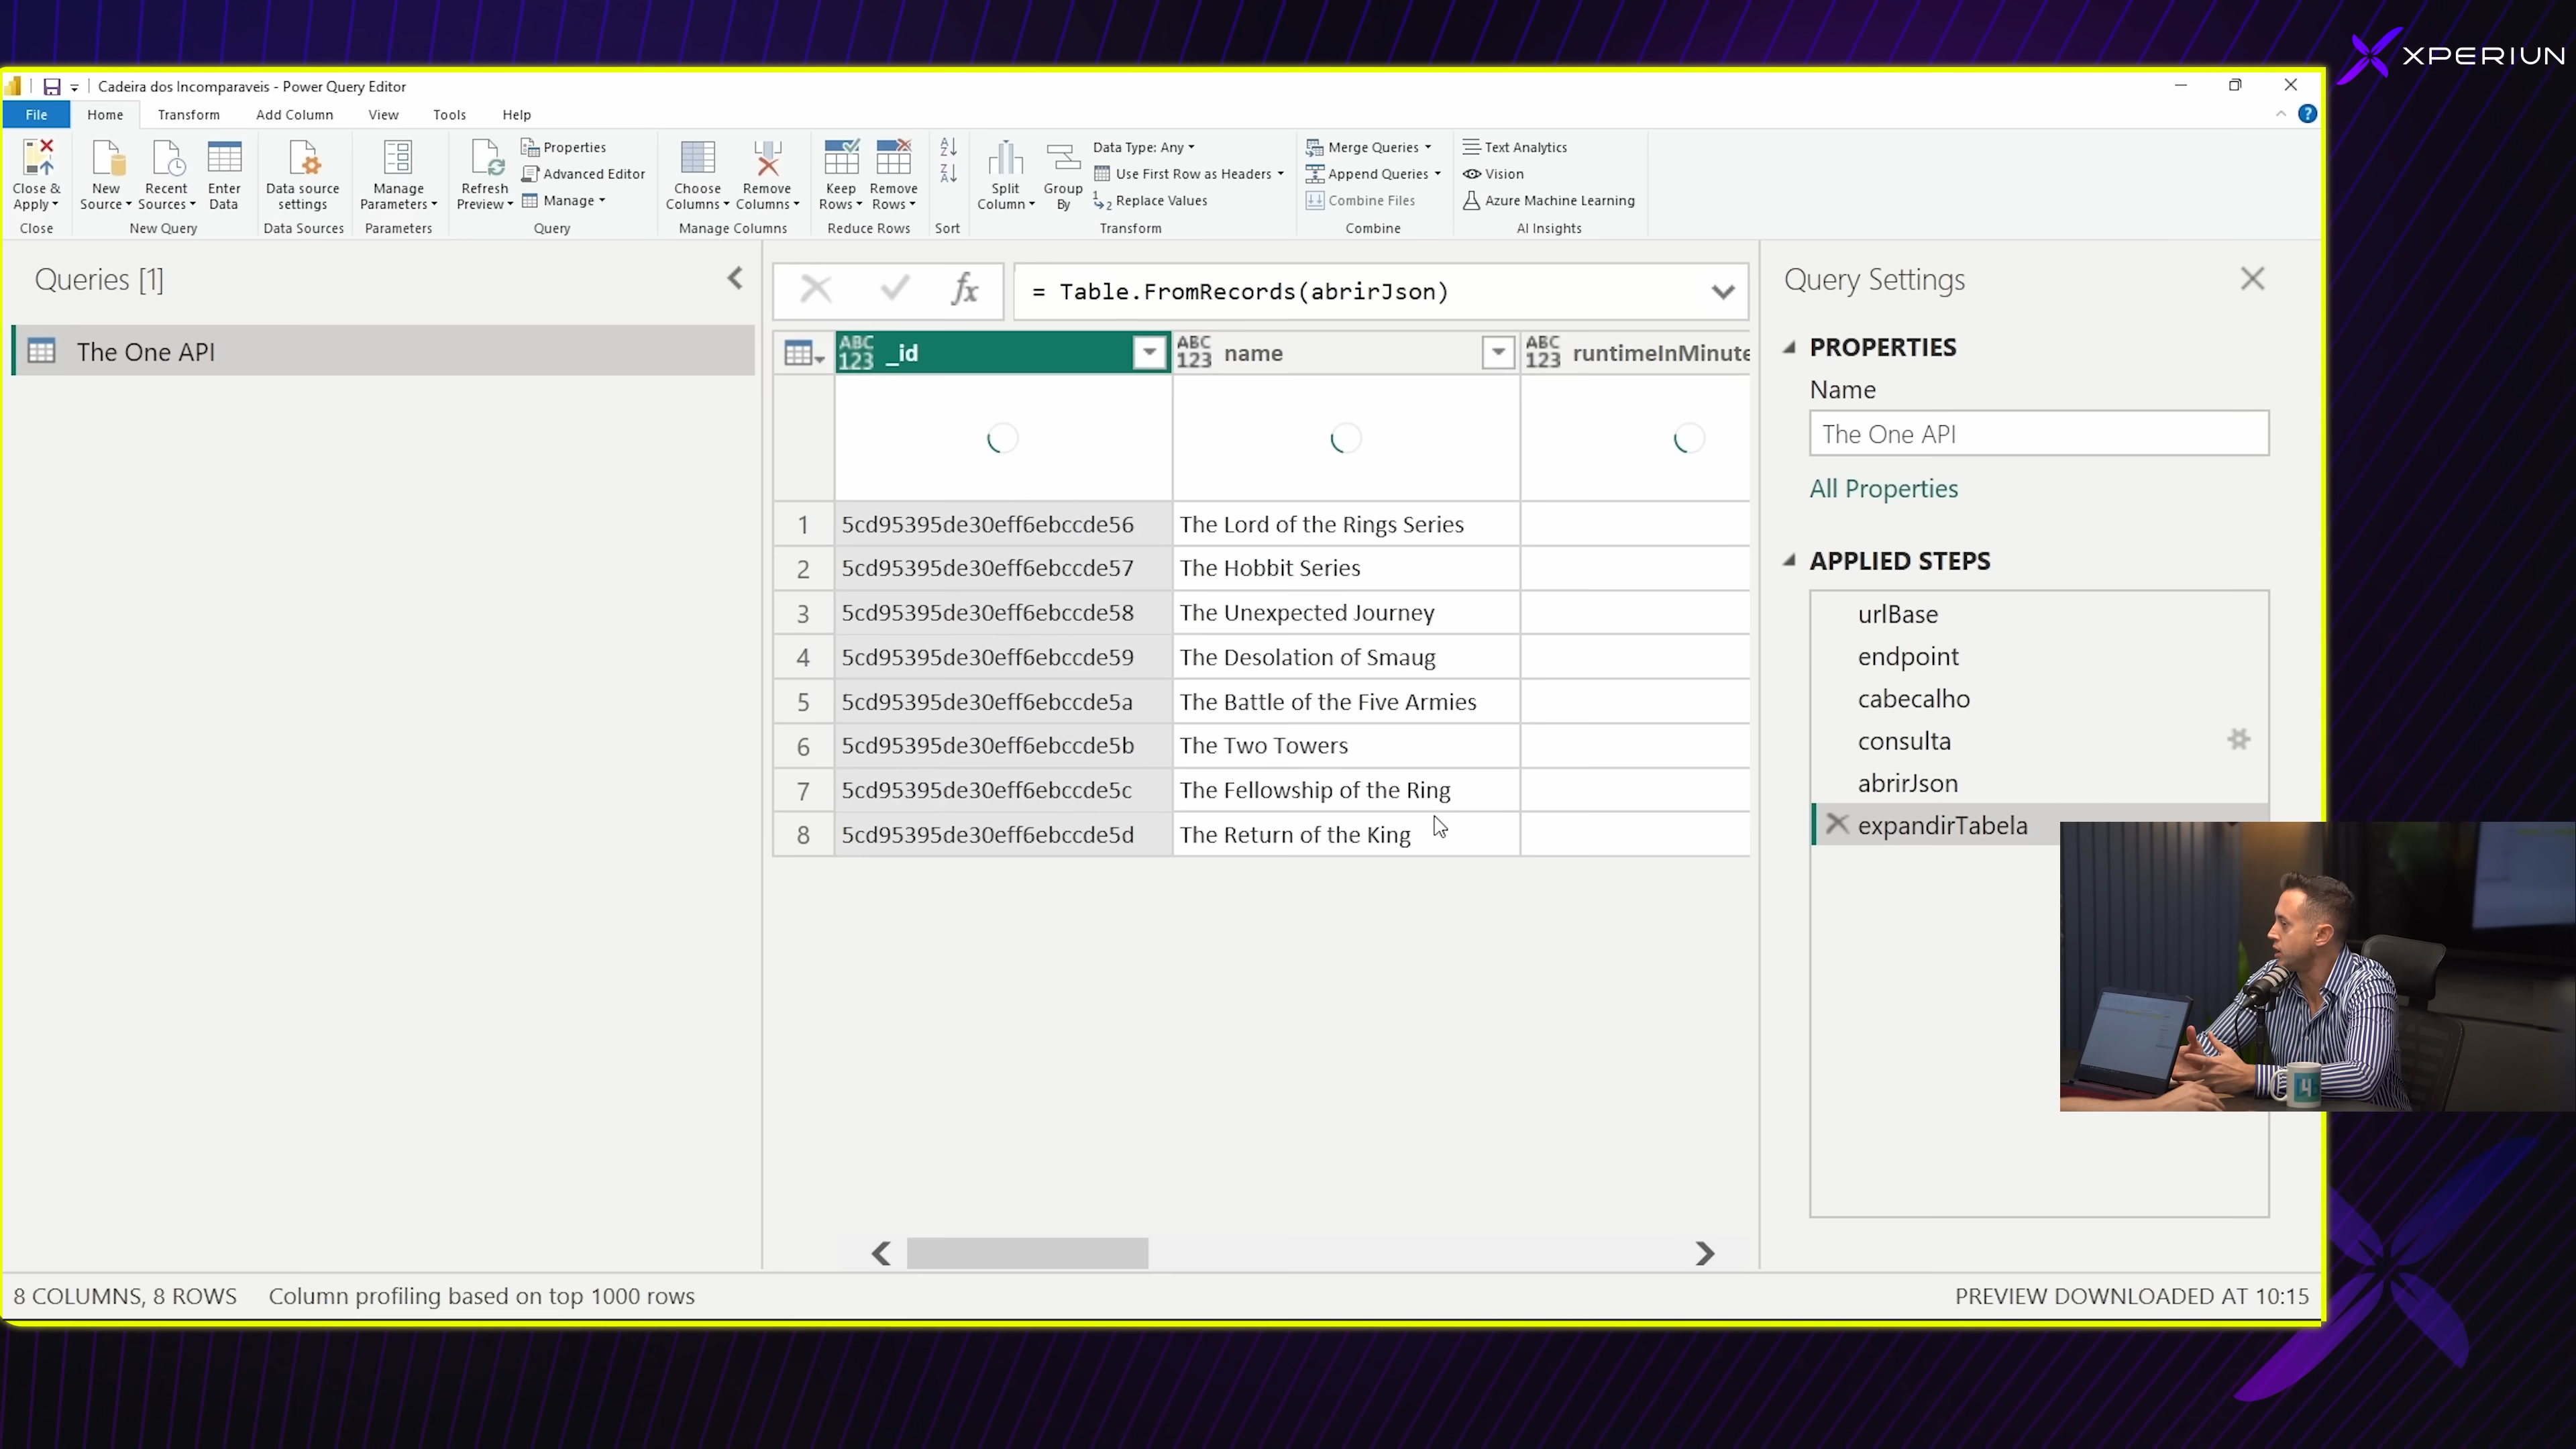 XPERIUN
Cadeira dos Incomparaveis - Power Query Editor
File Home Transform Add Column View Tools Help
Close & Apply
New Source
Recent Sources
Enter Data
Data source settings
Manage Parameters
Refresh Preview
Properties
Advanced Editor
Manage
Choose Columns
Remove Columns
Keep Rows
Remove Rows
Split Column
Group By
Data Type: Any
Use First Row as Headers
Replace Values
Merge Queries
Append Queries
Combine Files
Text Analytics
Vision
Azure Machine Learning
Close New Query Data Sources Parameters Query Manage Columns Reduce Rows Sort Transform Combine AI Insights
Queries [1]
The One API
fx = Table.FromRecords(abrirJson)
ABC 123 _id ABC 123 name ABC 123 runtimeInMinute
1 5cd95395de30eff6ebccde56 The Lord of the Rings Series
2 5cd95395de30eff6ebccde57 The Hobbit Series
3 5cd95395de30eff6ebccde58 The Unexpected Journey
4 5cd95395de30eff6ebccde59 The Desolation of Smaug
5 5cd95395de30eff6ebccde5a The Battle of the Five Armies
6 5cd95395de30eff6ebccde5b The Two Towers
7 5cd95395de30eff6ebccde5c The Fellowship of the Ring
8 5cd95395de30eff6ebccde5d The Return of the King
Query Settings
PROPERTIES
Name
The One API
All Properties
APPLIED STEPS
urlBase
endpoint
cabecalho
consulta
abrirJson
expandirTabela
8 COLUMNS, 8 ROWS Column profiling based on top 1000 rows
PREVIEW DOWNLOADED AT 10:15